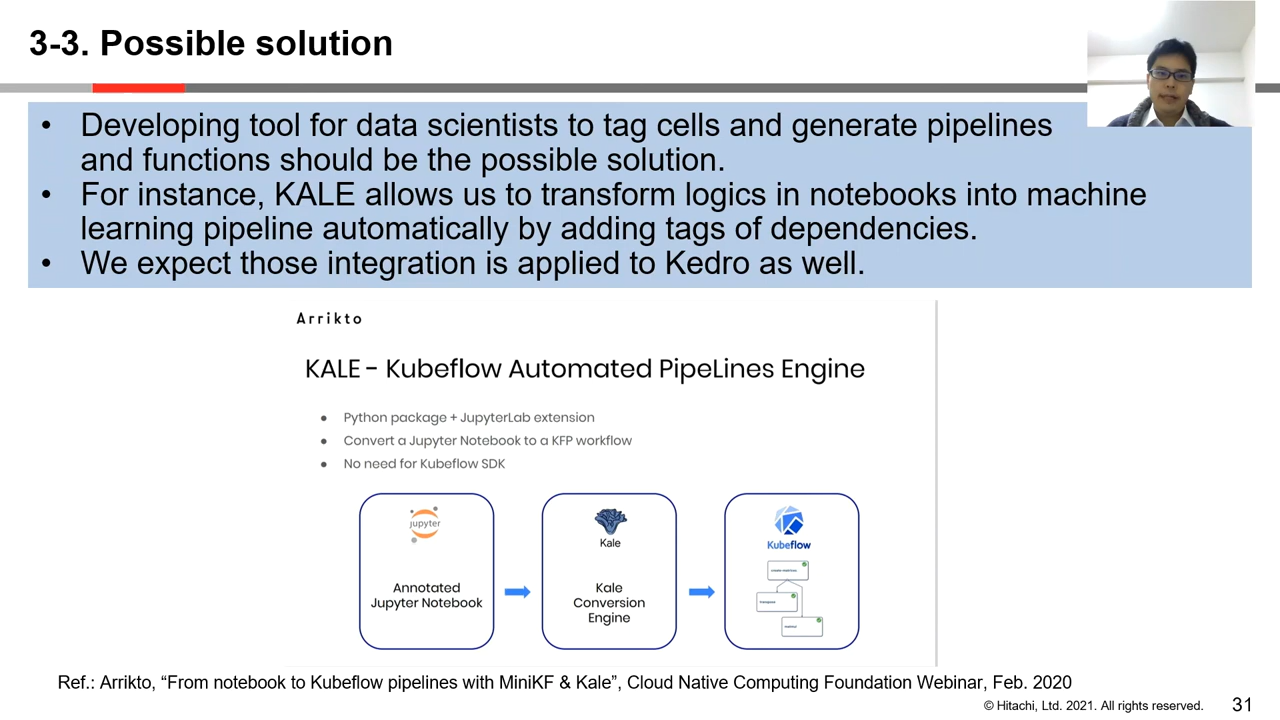 3-3. Possible solution
• Developing tool for data scientists to tag cells and generate pipelines
and functions should be the possible solution.
• For instance, KALE allows us to transform logics in notebooks into machine
learning pipeline automatically by adding tags of dependencies.
• We expect those integration is applied to Kedro as well.
Arrikto
KALE - Kubeflow Automated PipeLines Engine
• Python package + JupyterLab extension
• Convert a Jupyter Notebook to a KFP workflow
• No need for Kubeflow SDK
jupyter
Annotated
Jupyter Notebook
Kale
Kale
Conversion
Engine
Kubeflow
Ref.: Arrikto, “From notebook to Kubeflow pipelines with MiniKF & Kale”, Cloud Native Computing Foundation Webinar, Feb. 2020
© Hitachi, Ltd. 2021. All rights reserved.
31